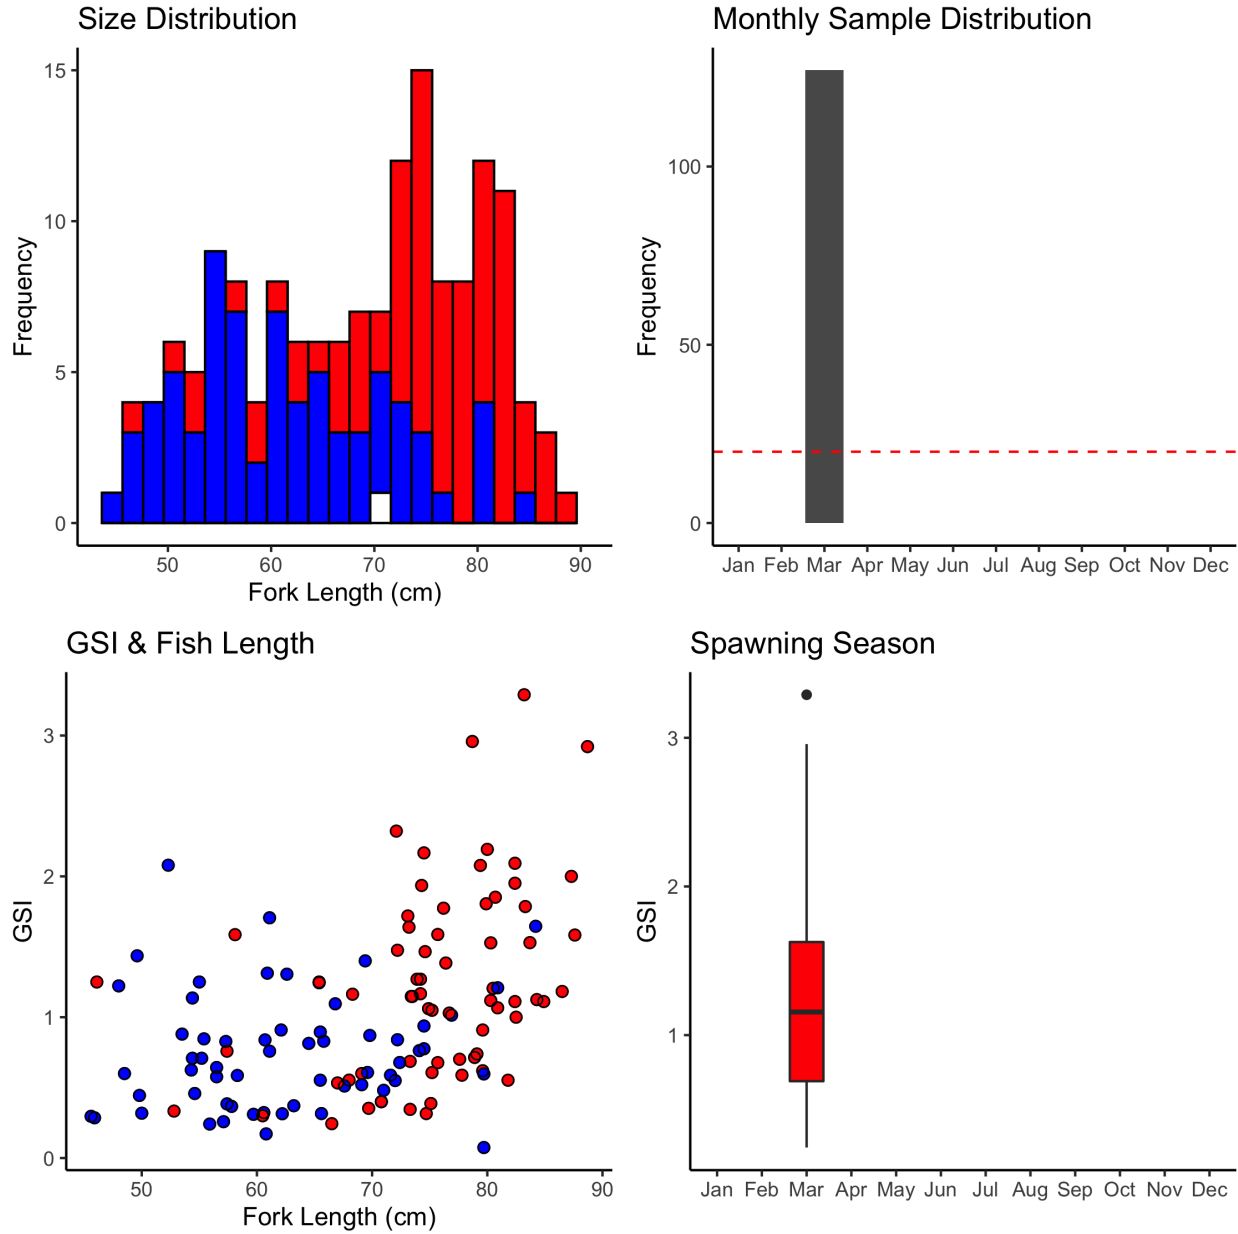 Size Distribution
15
10
5
0
Frequency
50 60 70 80 90
Fork Length (cm)
Monthly Sample Distribution
100
50
0
Frequency
Jan Feb Mar Apr May Jun Jul Aug Sep Oct Nov Dec
GSI & Fish Length
3
2
1
0
GSI
50 60 70 80 90
Fork Length (cm)
Spawning Season
3
2
1
GSI
Jan Feb Mar Apr May Jun Jul Aug Sep Oct Nov Dec